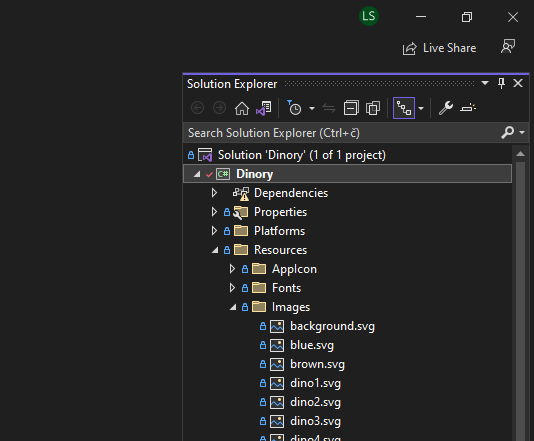 LS
Live Share
Solution Explorer
Search Solution Explorer (Ctrl+č)
Solution 'Dinory' (1 of 1 project)
C# Dinory
Dependencies
Properties
Platforms
Resources
AppIcon
Fonts
Images
background.svg
blue.svg
brown.svg
dino1.svg
dino2.svg
dino3.svg
dino4.svg